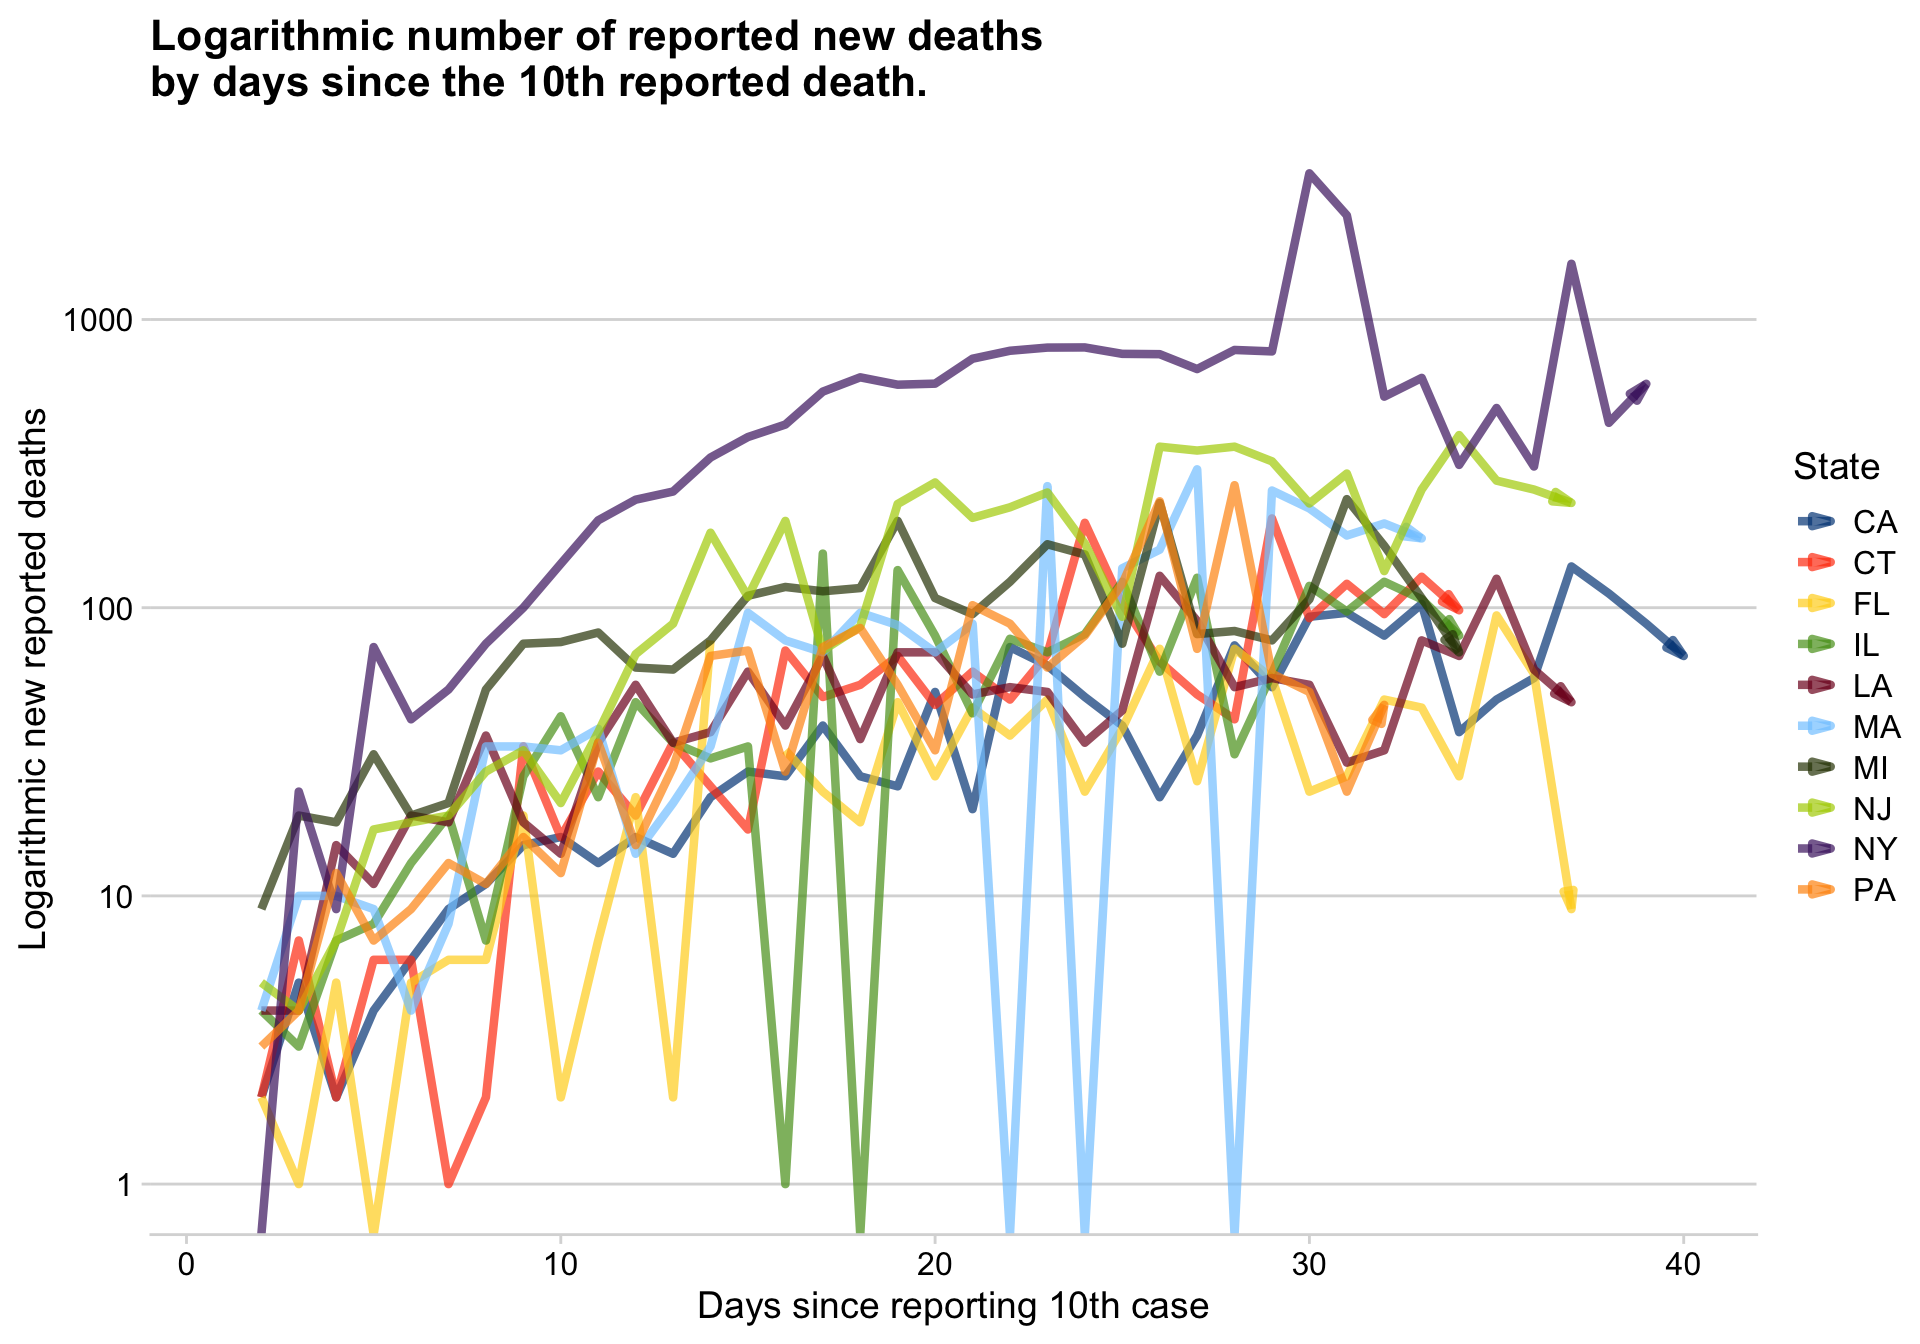 Logarithmic number of reported new deaths
by days since the 10th reported death.
Logarithmic new reported deaths
1000
100
10
1
0
10
20
30
40
Days since reporting 10th case
State
CA
CT
FL
IL
LA
MA
MI
NJ
NY
PA